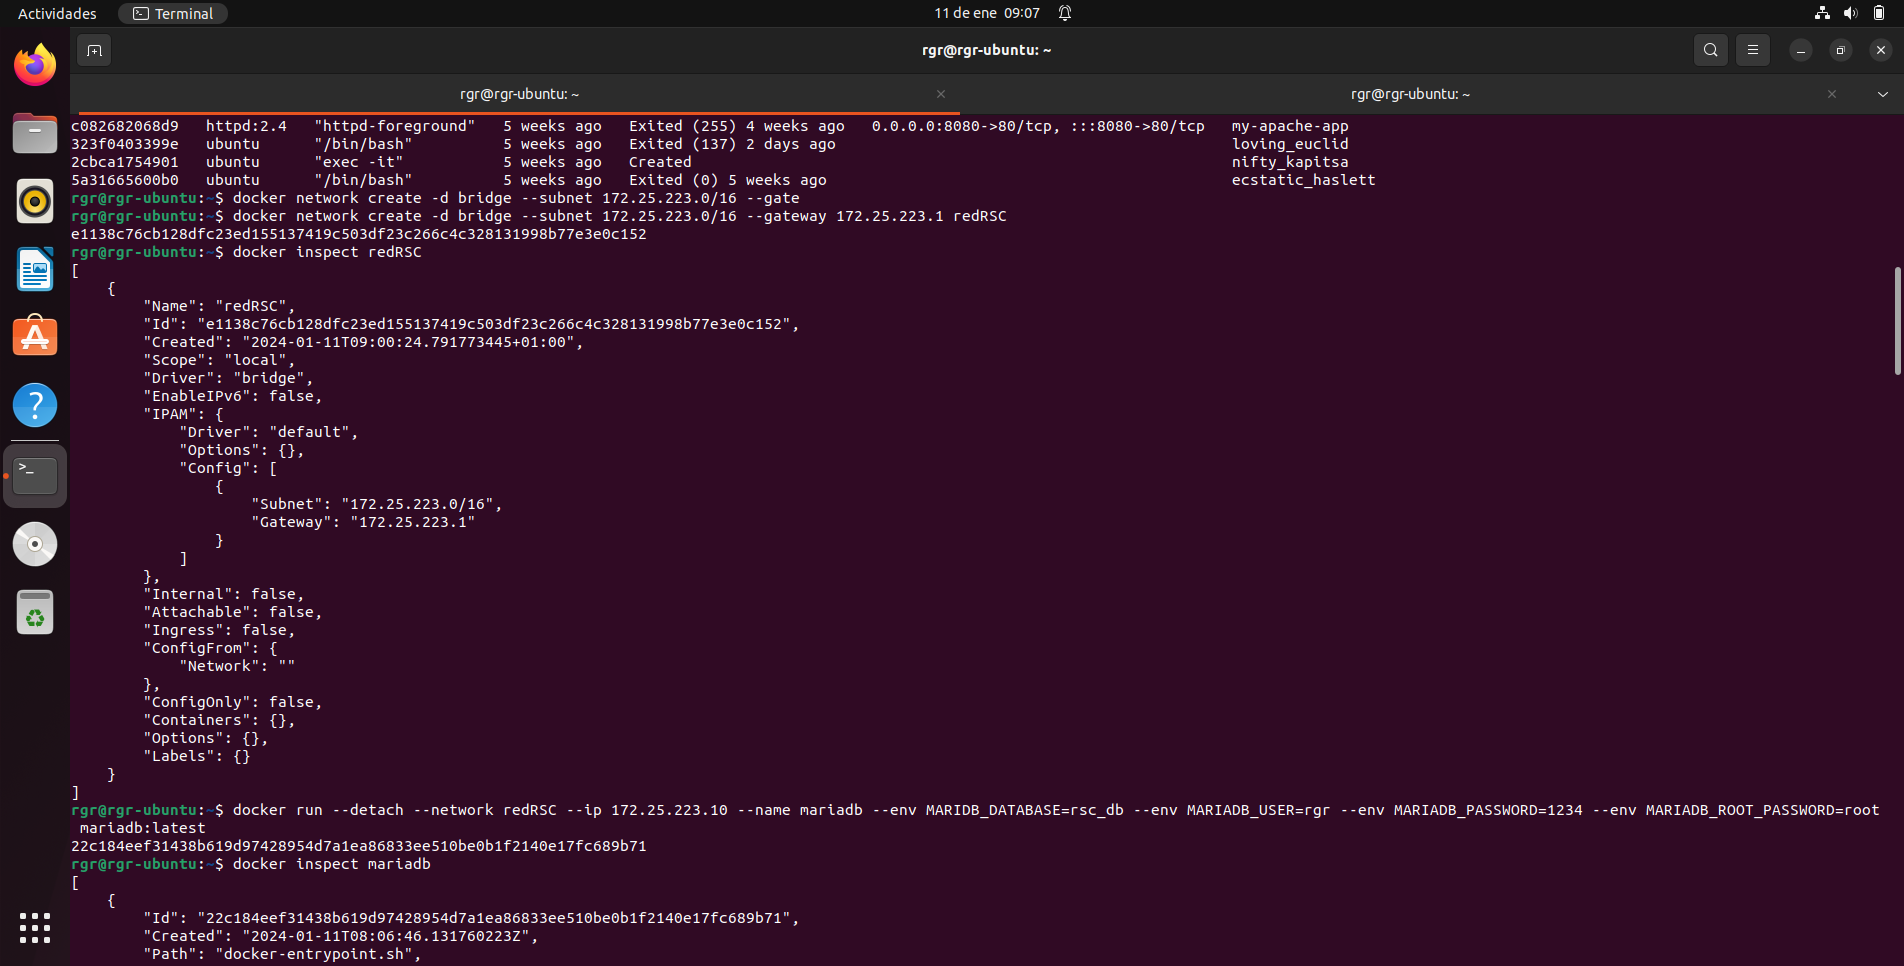 Actividades
Terminal
11 de ene 09:07
rgr@rgr-ubuntu: ~
rgr@rgr-ubuntu: ~
rgr@rgr-ubuntu: ~
c082682068d9   httpd:2.4   "httpd-foreground"   5 weeks ago   Exited (255) 4 weeks ago   0.0.0.0:8080->80/tcp, :::8080->80/tcp   my-apache-app
323f0403399e   ubuntu      "/bin/bash"          5 weeks ago   Exited (137) 2 days ago                                            loving_euclid
2cbca1754901   ubuntu      "exec -it"           5 weeks ago   Created                                                            nifty_kapitsa
5a31665600b0   ubuntu      "/bin/bash"          5 weeks ago   Exited (0) 5 weeks ago                                             ecstatic_haslett
rgr@rgr-ubuntu:~$ docker network create -d bridge --subnet 172.25.223.0/16 --gate
rgr@rgr-ubuntu:~$ docker network create -d bridge --subnet 172.25.223.0/16 --gateway 172.25.223.1 redRSC
e1138c76cb128dfc23ed155137419c503df23c266c4c328131998b77e3e0c152
rgr@rgr-ubuntu:~$ docker inspect redRSC
[
    {
        "Name": "redRSC",
        "Id": "e1138c76cb128dfc23ed155137419c503df23c266c4c328131998b77e3e0c152",
        "Created": "2024-01-11T09:00:24.791773445+01:00",
        "Scope": "local",
        "Driver": "bridge",
        "EnableIPv6": false,
        "IPAM": {
            "Driver": "default",
            "Options": {},
            "Config": [
                {
                    "Subnet": "172.25.223.0/16",
                    "Gateway": "172.25.223.1"
                }
            ]
        },
        "Internal": false,
        "Attachable": false,
        "Ingress": false,
        "ConfigFrom": {
            "Network": ""
        },
        "ConfigOnly": false,
        "Containers": {},
        "Options": {},
        "Labels": {}
    }
]
rgr@rgr-ubuntu:~$ docker run --detach --network redRSC --ip 172.25.223.10 --name mariadb --env MARIDB_DATABASE=rsc_db --env MARIADB_USER=rgr --env MARIADB_PASSWORD=1234 --env MARIADB_ROOT_PASSWORD=root
 mariadb:latest
22c184eef31438b619d97428954d7a1ea86833ee510be0b1f2140e17fc689b71
rgr@rgr-ubuntu:~$ docker inspect mariadb
[
    {
        "Id": "22c184eef31438b619d97428954d7a1ea86833ee510be0b1f2140e17fc689b71",
        "Created": "2024-01-11T08:06:46.131760223Z",
        "Path": "docker-entrypoint.sh",